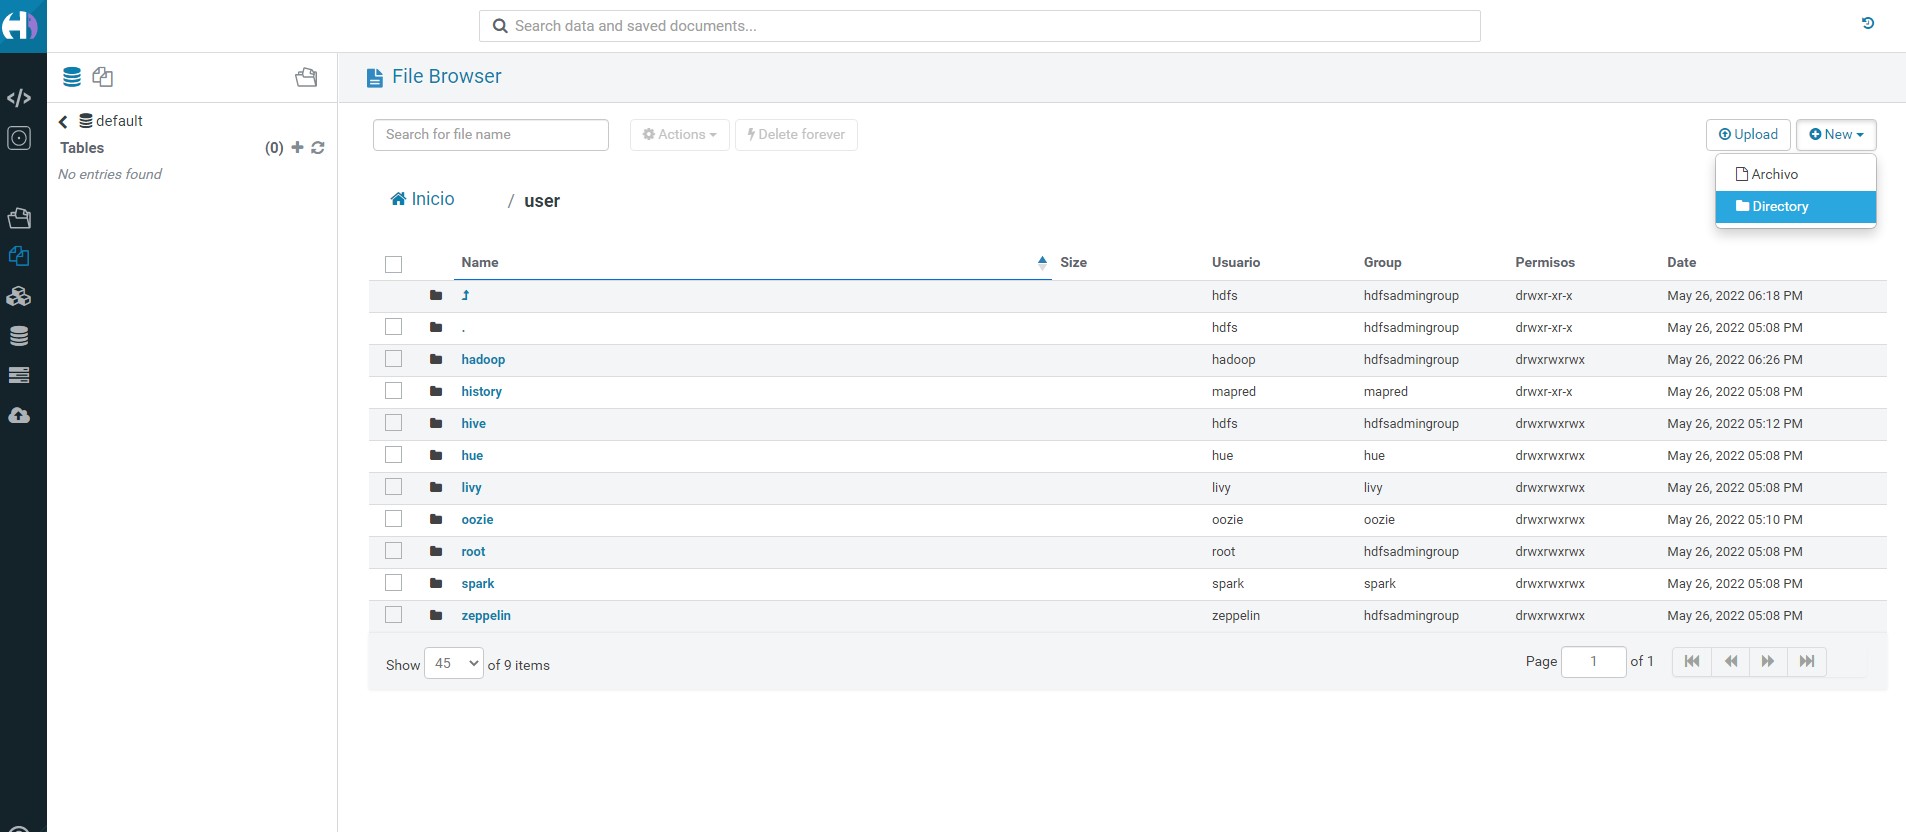 Search data and saved documents...
File Browser
default
Tables (0)
No entries found
Search for file name Actions Delete forever Upload New
Archivo
Directory
Inicio / user
Name Size Usuario Group Permisos Date
hdfs hdfsadmingroup drwxr-xr-x May 26, 2022 06:18 PM
. hdfs hdfsadmingroup drwxr-xr-x May 26, 2022 05:08 PM
hadoop hadoop hdfsadmingroup drwxrwxrwx May 26, 2022 06:26 PM
history mapred mapred drwxr-xr-x May 26, 2022 05:08 PM
hive hdfs hdfsadmingroup drwxrwxrwx May 26, 2022 05:12 PM
hue hue hue drwxrwxrwx May 26, 2022 05:08 PM
livy livy livy drwxrwxrwx May 26, 2022 05:08 PM
oozie oozie oozie drwxrwxrwx May 26, 2022 05:10 PM
root root hdfsadmingroup drwxrwxrwx May 26, 2022 05:08 PM
spark spark spark drwxrwxrwx May 26, 2022 05:08 PM
zeppelin zeppelin hdfsadmingroup drwxrwxrwx May 26, 2022 05:08 PM
Show 45 of 9 items Page 1 of 1